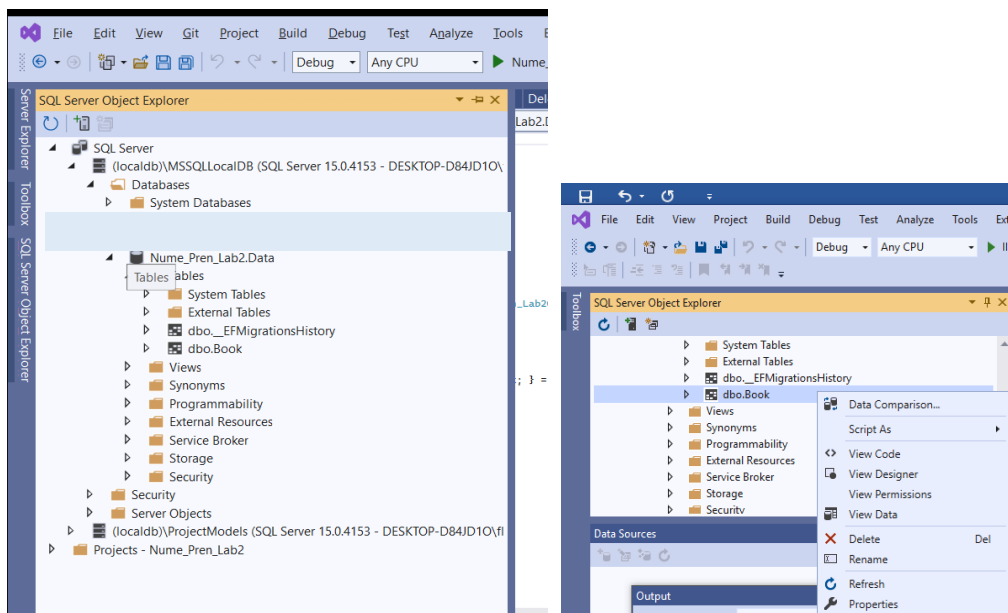 File Edit View Git Project Build Debug Test Analyze Tools
Debug Any CPU Nume_
Server Explorer
Toolbox
SQL Server Object Explorer
SQL Server Object Explorer
Del
Lab2.D
SQL Server
(localdb)\MSSQLLocalDB (SQL Server 15.0.4153 - DESKTOP-D84JD1O\
Databases
System Databases
Nume_Pren_Lab2.Data
Tables
ables
System Tables
External Tables
dbo.__EFMigrationsHistory
dbo.Book
Views
Synonyms
Programmability
External Resources
Service Broker
Storage
Security
Security
Server Objects
(localdb)\ProjectModels (SQL Server 15.0.4153 - DESKTOP-D84JD1O\fl
Projects - Nume_Pren_Lab2
; } =
File Edit View Project Build Debug Test Analyze Tools Ext
Debug Any CPU
Toolbox
SQL Server Object Explorer
System Tables
External Tables
dbo.__EFMigrationsHistory
dbo.Book
Views
Synonyms
Programmability
External Resources
Service Broker
Storage
Security
Data Comparison...
Script As
View Code
View Designer
View Permissions
View Data
Delete Del
Rename
Refresh
Properties
Data Sources
Output